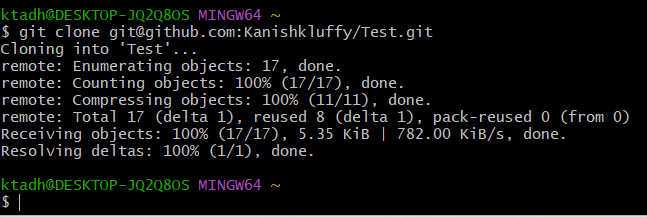 ktadh@DESKTOP-JQ2Q8OS MINGW64 ~
$ git clone git@github.com:Kanishkluffy/Test.git
Cloning into 'Test'...
remote: Enumerating objects: 17, done.
remote: Counting objects: 100% (17/17), done.
remote: Compressing objects: 100% (11/11), done.
remote: Total 17 (delta 1), reused 8 (delta 1), pack-reused 0 (from 0)
Receiving objects: 100% (17/17), 5.35 KiB | 782.00 KiB/s, done.
Resolving deltas: 100% (1/1), done.
ktadh@DESKTOP-JQ2Q8OS MINGW64 ~
$